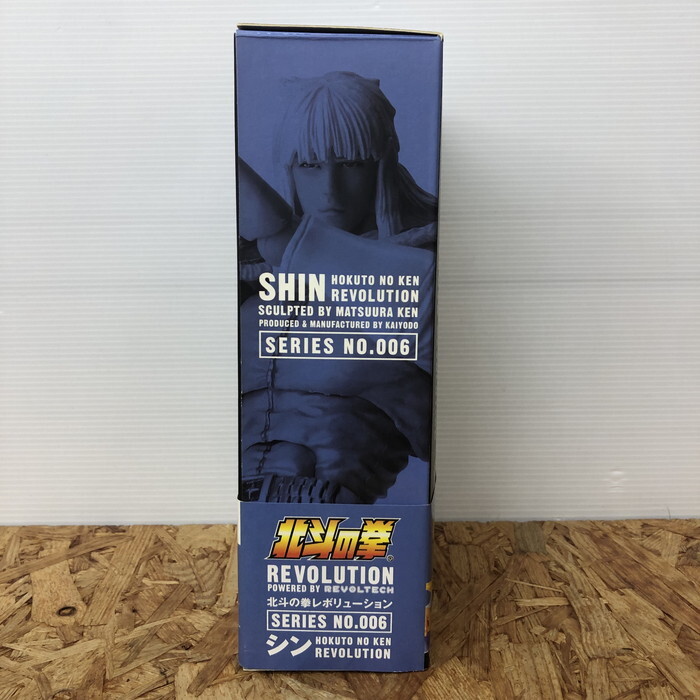 SHIN HOKUTO NO KEN
REVOLUTION
SCULPTED BY MATSUURA KEN
PRODUCED & MANUFACTURED BY KAIYODO
SERIES NO.006
北斗の拳
REVOLUTION
POWERED BY REVOLTECH
北斗の拳レボリューション
SERIES NO.006
シン HOKUTO NO KEN
REVOLUTION